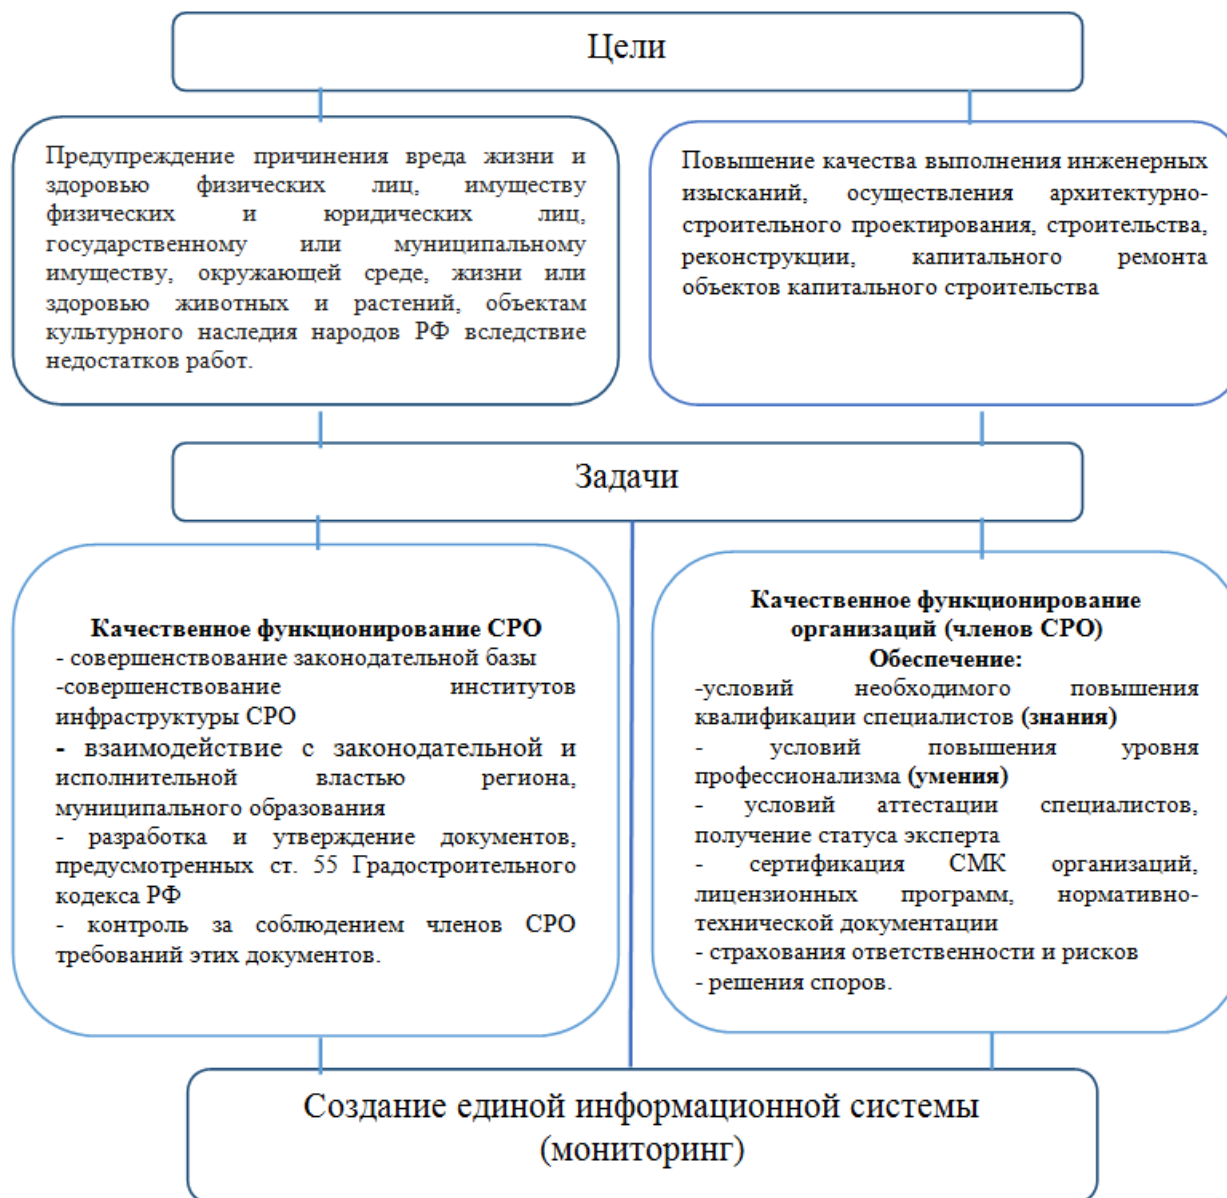 Цели
Предупреждение причинения вреда жизни и
здоровью физических лиц, имуществу
физических и юридических лиц,
государственному или муниципальному
имуществу, окружающей среде, жизни или
здоровью животных и растений, объектам
культурного наследия народов РФ вследствие
недостатков работ.
Повышение качества выполнения инженерных
изысканий, осуществления архитектурно-
строительного проектирования, строительства,
реконструкции, капитального ремонта
объектов капитального строительства
Задачи
Качественное функционирование СРО
- совершенствование законодательной базы
-совершенствование институтов
инфраструктуры СРО
- взаимодействие с законодательной и
исполнительной властью региона,
муниципального образования
- разработка и утверждение документов,
предусмотренных ст. 55 Градостроительного
кодекса РФ
- контроль за соблюдением членов СРО
требований этих документов.
Качественное функционирование
организаций (членов СРО)
Обеспечение:
-условий необходимого повышения
квалификации специалистов (знания)
- условий повышения уровня
профессионализма (умения)
- условий аттестации специалистов,
получение статуса эксперта
- сертификация СМК организаций,
лицензионных программ, нормативно-
технической документации
- страхования ответственности и рисков
- решения споров.
Создание единой информационной системы
(мониторинг)